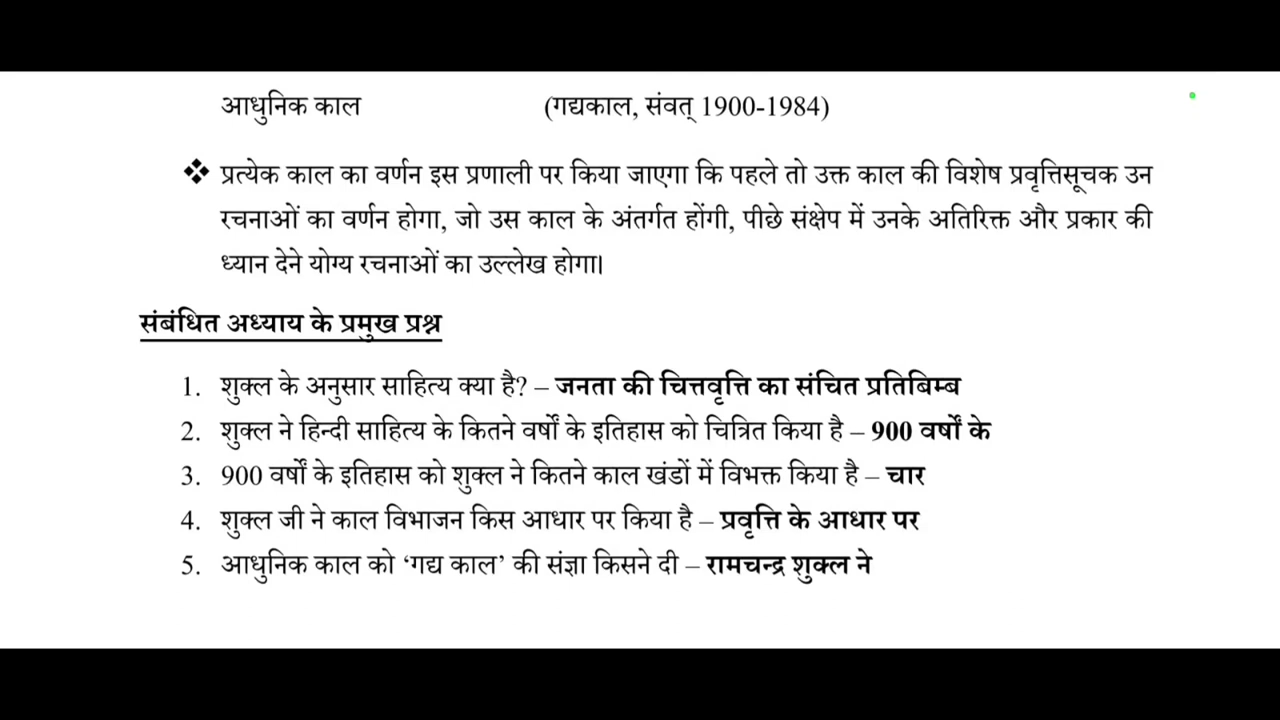 आधुनिक काल (गद्यकाल, संवत् 1900-1984)
❖ प्रत्येक काल का वर्णन इस प्रणाली पर किया जाएगा कि पहले तो उक्त काल की विशेष प्रवृत्तिसूचक उन
रचनाओं का वर्णन होगा, जो उस काल के अंतर्गत होंगी, पीछे संक्षेप में उनके अतिरिक्त और प्रकार की
ध्यान देने योग्य रचनाओं का उल्लेख होगा।
संबंधित अध्याय के प्रमुख प्रश्न
1. शुक्ल के अनुसार साहित्य क्या है? – जनता की चित्तवृत्ति का संचित प्रतिबिम्ब
2. शुक्ल ने हिन्दी साहित्य के कितने वर्षों के इतिहास को चित्रित किया है – 900 वर्षों के
3. 900 वर्षों के इतिहास को शुक्ल ने कितने काल खंडों में विभक्त किया है – चार
4. शुक्ल जी ने काल विभाजन किस आधार पर किया है – प्रवृत्ति के आधार पर
5. आधुनिक काल को ‘गद्य काल’ की संज्ञा किसने दी – रामचन्द्र शुक्ल ने